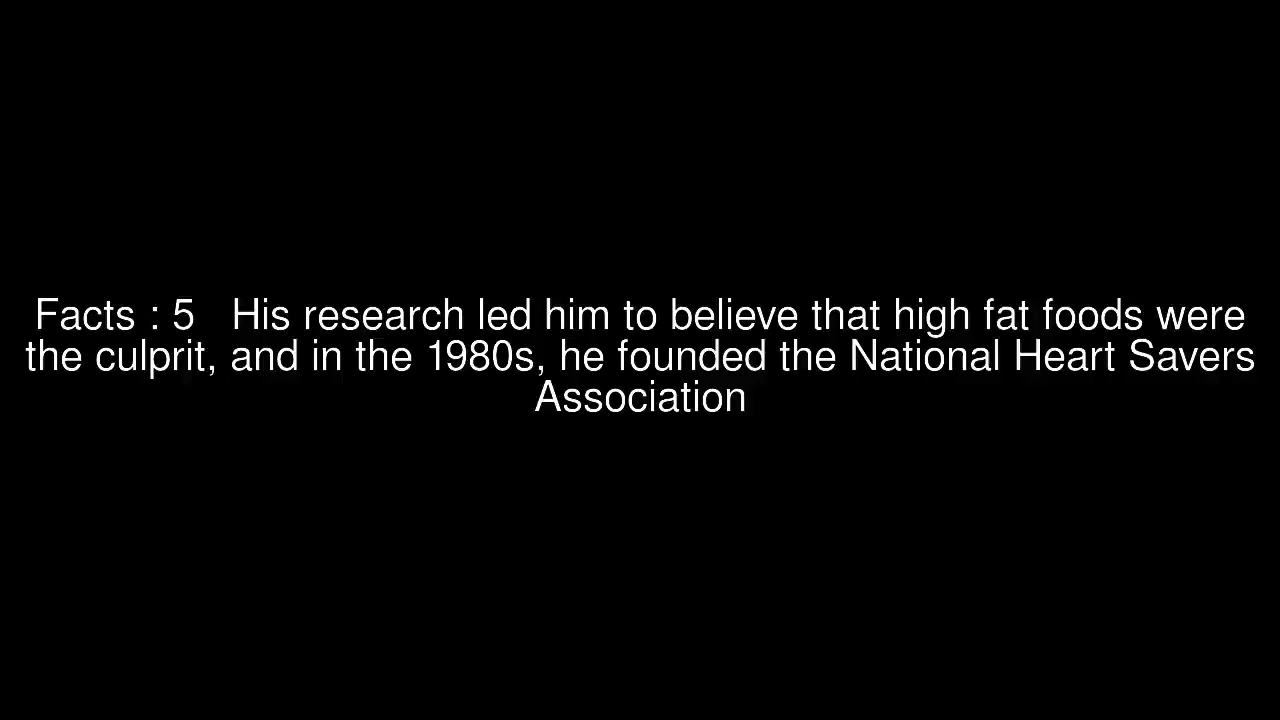 Facts : 5   His research led him to believe that high fat foods were
the culprit, and in the 1980s, he founded the National Heart Savers
Association